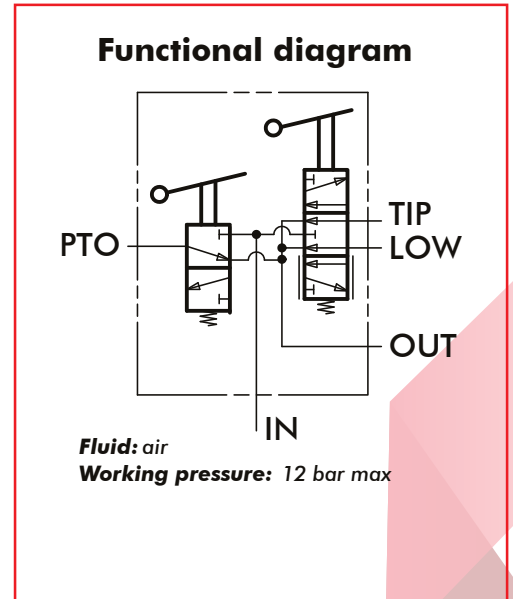 Functional diagram
TIP
PTO
LOW
OUT
IN
Fluid: air
Working pressure: 12 bar max